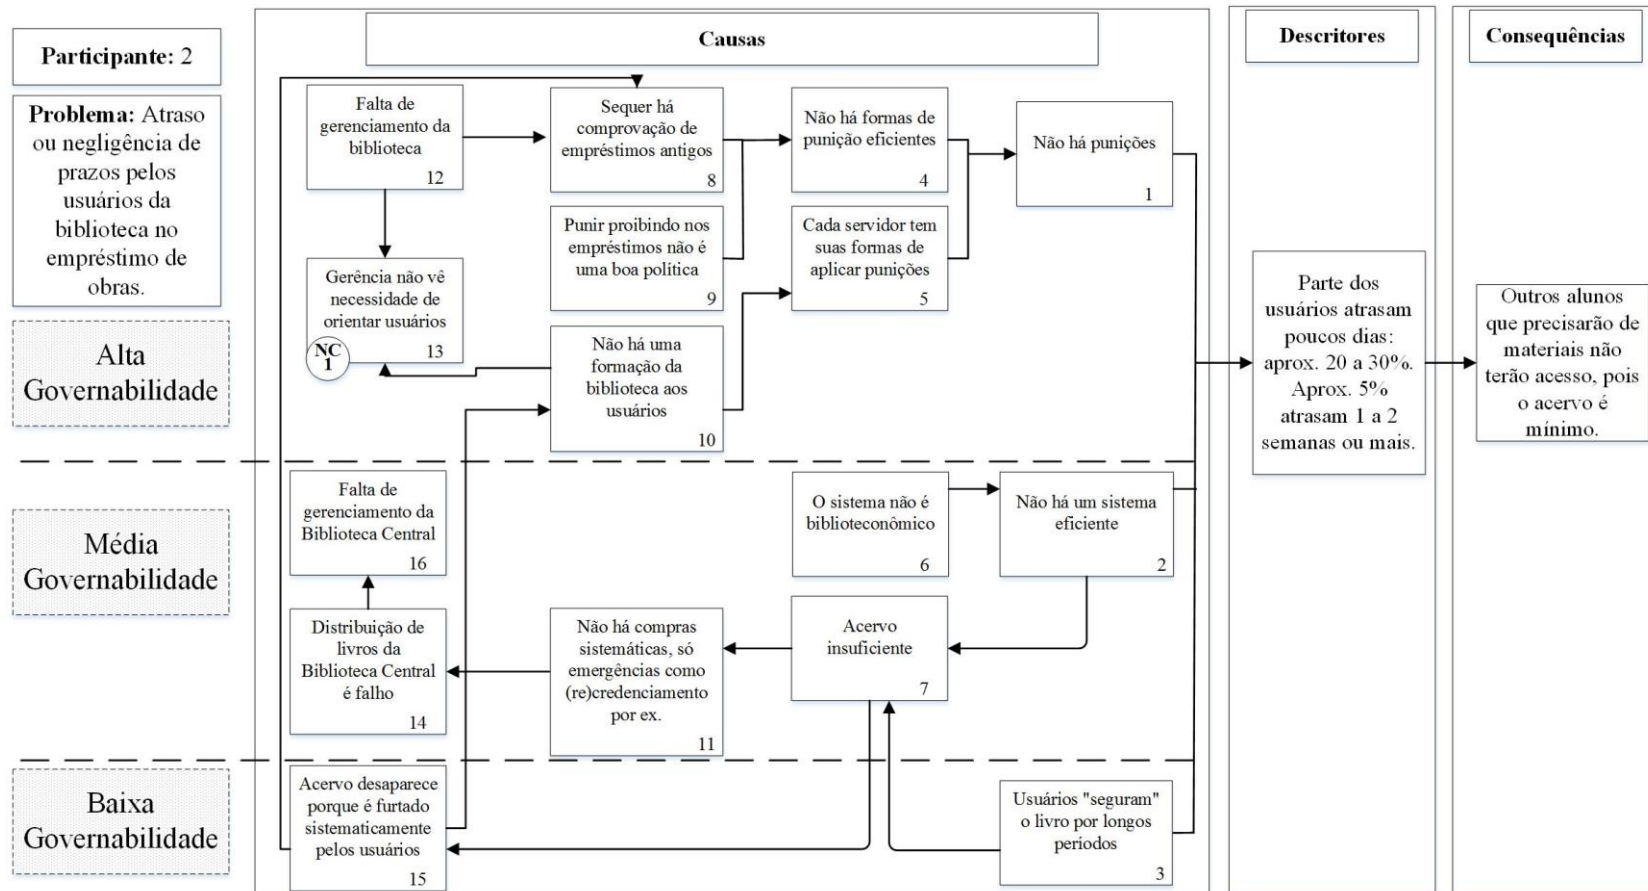 Participante: 2
Problema: Atraso
ou negligência de
prazos pelos
usuários da
biblioteca no
empréstimo de
obras.
Alta
Governabilidade
Média
Governabilidade
Baixa
Governabilidade
Causas
Falta de
gerenciamento da
biblioteca
12
Sequer há
comprovação de
empréstimos antigos
8
Não há formas de
punição eficientes
4
Não há punições
1
Punir proibindo nos
empréstimos não é
uma boa política
9
Cada servidor tem
suas formas de
aplicar punições
5
Gerência não vê
necessidade de
orientar usuários
13
NC
1
Não há uma
formação da
biblioteca aos
usuários
10
Falta de
gerenciamento da
Biblioteca Central
16
O sistema não é
biblioteconômico
6
Não há um sistema
eficiente
2
Distribuição de
livros da
Biblioteca Central
é falho
14
Não há compras
sistemáticas, só
emergências como
(re)credenciamento
por ex.
11
Acervo
insuficiente
7
Acervo desaparece
porque é furtado
sistematicamente
pelos usuários
15
Usuários "seguram"
o livro por longos
períodos
3
Descritores
Parte dos
usuários atrasam
poucos dias:
aprox. 20 a 30%.
Aprox. 5%
atrasam 1 a 2
semanas ou mais.
Consequências
Outros alunos
que precisarão de
materiais não
terão acesso, pois
o acervo é
mínimo.